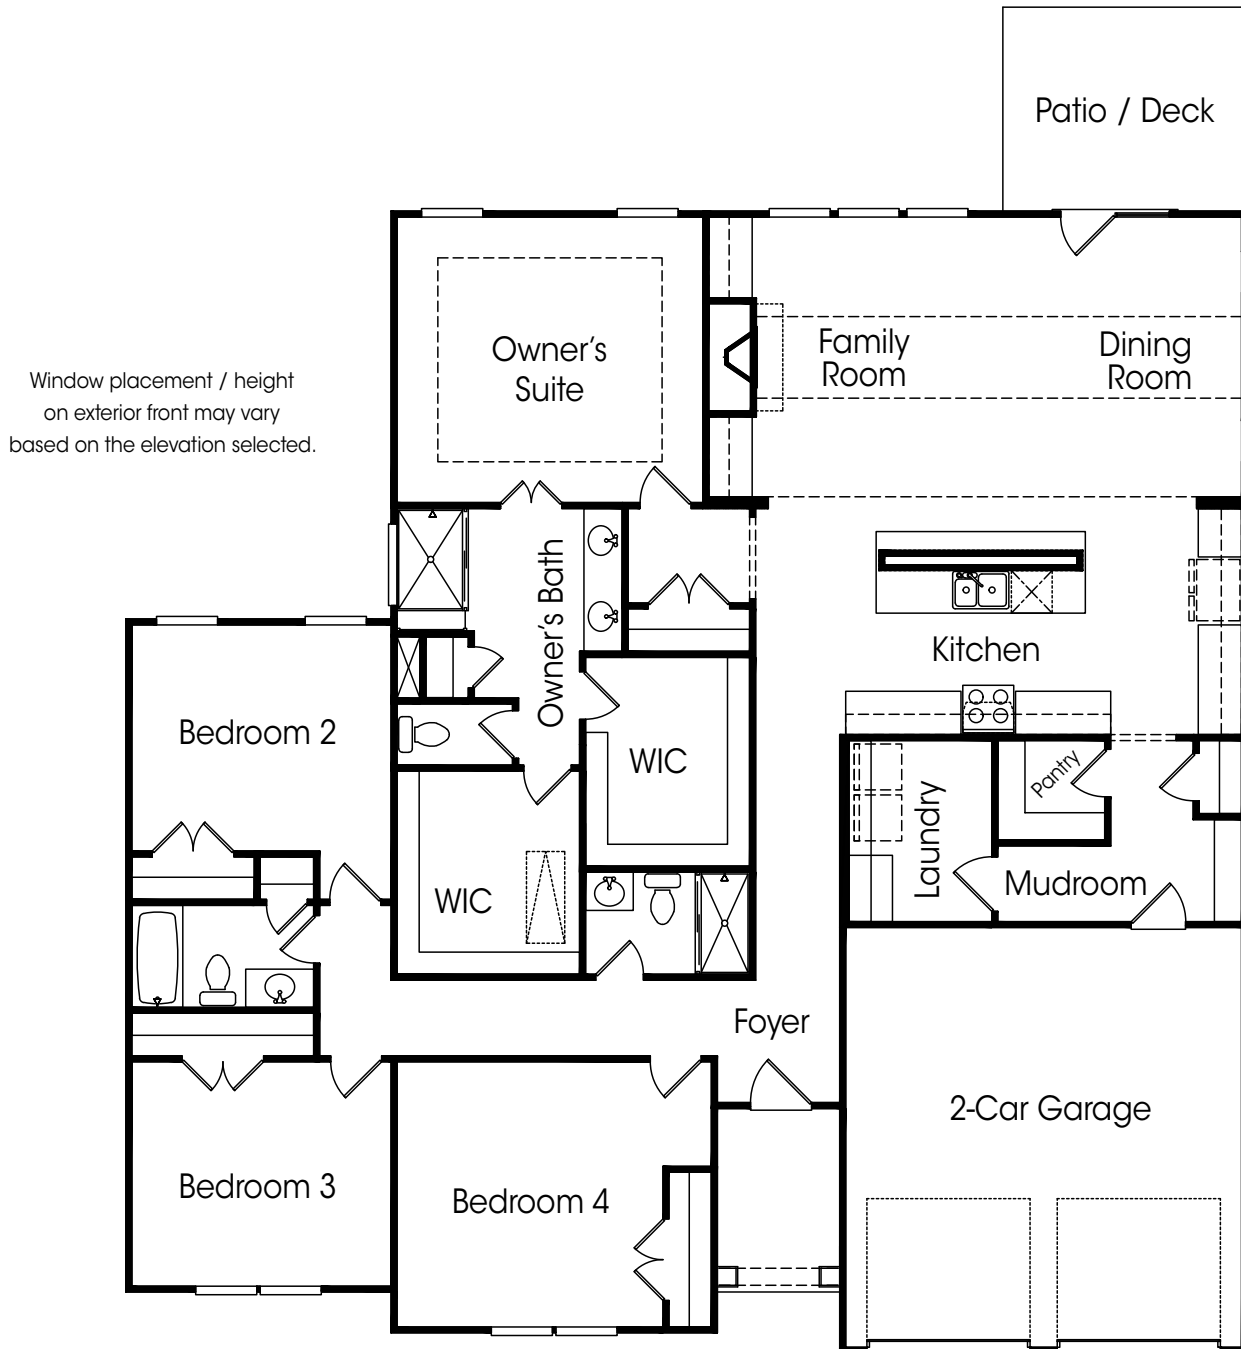 Patio / Deck
Owner's
Suite
Family
Room
Dining
Room
Window placement / height
on exterior front may vary
based on the elevation selected.
Owner's Bath
Kitchen
Bedroom 2
WIC
Pantry
Laundry
Mudroom
WIC
Foyer
2-Car Garage
Bedroom 3
Bedroom 4